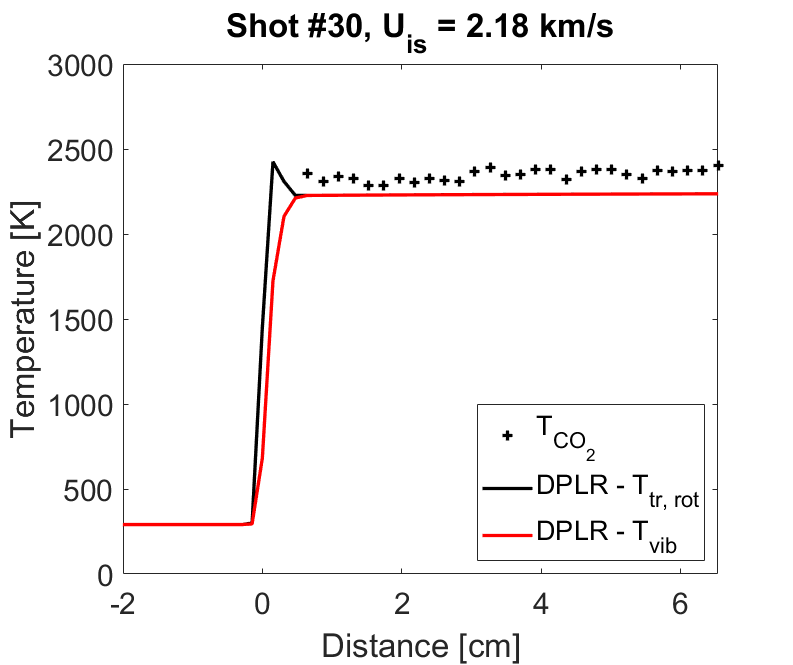 Shot #30, U_is = 2.18 km/s
3000
2500
2000
1500
1000
500
0
Temperature [K]
T_CO_2
DPLR - T_tr, rot
DPLR - T_vib
-2 0 2 4 6
Distance [cm]